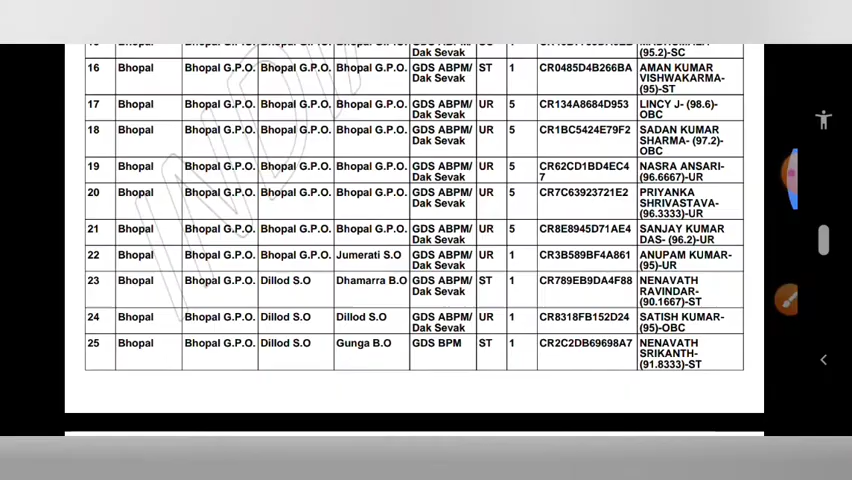 (95.2)-SC
16 Bhopal Bhopal G.P.O. Bhopal G.P.O. Bhopal G.P.O. GDS ABPM/ ST 1 CR0485D4B266BA AMAN KUMAR
Dak Sevak VISHWAKARMA-
(95)-ST
17 Bhopal Bhopal G.P.O. Bhopal G.P.O. Bhopal G.P.O. GDS ABPM/ UR 5 CR134A8684D953 LINCY J- (98.6)-
Dak Sevak OBC
18 Bhopal Bhopal G.P.O. Bhopal G.P.O. Bhopal G.P.O. GDS ABPM/ UR 5 CR1BC5424E79F2 SADAN KUMAR
Dak Sevak SHARMA- (97.2)-
OBC
19 Bhopal Bhopal G.P.O. Bhopal G.P.O. Bhopal G.P.O. GDS ABPM/ UR 5 CR62CD1BD4EC4 NASRA ANSARI-
Dak Sevak 7 (96.6667)-UR
20 Bhopal Bhopal G.P.O. Bhopal G.P.O. Bhopal G.P.O. GDS ABPM/ UR 5 CR7C63923721E2 PRIYANKA
Dak Sevak SHRIVASTAVA-
(96.3333)-UR
21 Bhopal Bhopal G.P.O. Bhopal G.P.O. Bhopal G.P.O. GDS ABPM/ UR 5 CR8E8945D71AE4 SANJAY KUMAR
Dak Sevak DAS- (96.2)-UR
22 Bhopal Bhopal G.P.O. Bhopal G.P.O. Jumerati S.O GDS ABPM/ UR 1 CR3B589BF4A861 ANUPAM KUMAR-
Dak Sevak (95)-UR
23 Bhopal Bhopal G.P.O. Dillod S.O Dhamarra B.O GDS ABPM/ ST 1 CR789EB9DA4F88 NENAVATH
Dak Sevak RAVINDAR-
(90.1667)-ST
24 Bhopal Bhopal G.P.O. Dillod S.O Dillod S.O GDS ABPM/ UR 1 CR8318FB152D24 SATISH KUMAR-
Dak Sevak (95)-OBC
25 Bhopal Bhopal G.P.O. Dillod S.O Gunga B.O GDS BPM ST 1 CR2C2DB69698A7 NENAVATH
SRIKANTH-
(91.8333)-ST